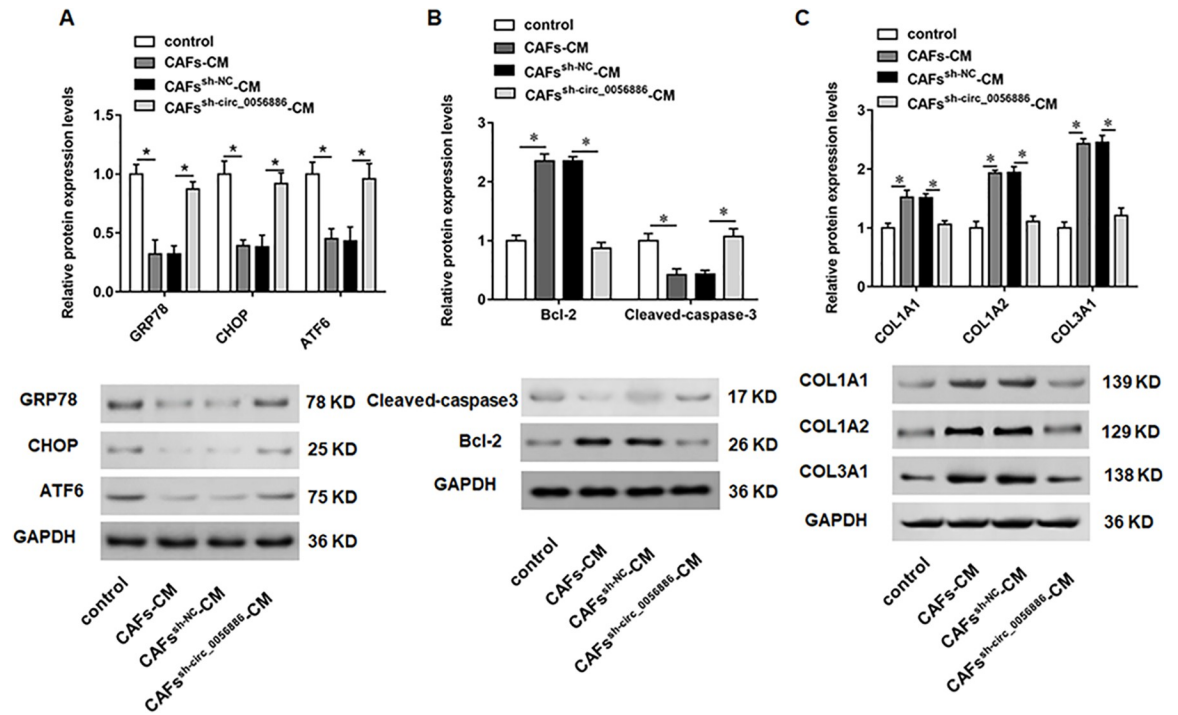 A
control
CAFs-CM
CAFs^sh-NC-CM
CAFs^sh-circ_0056886-CM
Relative protein expression levels
1.5
1.0
0.5
0.0
* * * * * *
GRP78 CHOP ATF6
GRP78 78 KD
CHOP 25 KD
ATF6 75 KD
GAPDH 36 KD
control
CAFs-CM
CAFs^sh-NC-CM
CAFs^sh-circ_0056886-CM
B
control
CAFs-CM
CAFs^sh-NC-CM
CAFs^sh-circ_0056886-CM
Relative protein expression levels
3
2
1
0
* * * *
Bcl-2 Cleaved-caspase-3
Cleaved-caspase3 17 KD
Bcl-2 26 KD
GAPDH 36 KD
control
CAFs-CM
CAFs^sh-NC-CM
CAFs^sh-circ_0056886-CM
C
control
CAFs-CM
CAFs^sh-NC-CM
CAFs^sh-circ_0056886-CM
Relative protein expression levels
3
2
1
0
* * * * * *
COL1A1 COL1A2 COL3A1
COL1A1 139 KD
COL1A2 129 KD
COL3A1 138 KD
GAPDH 36 KD
control
CAFs-CM
CAFs^sh-NC-CM
CAFs^sh-circ_0056886-CM